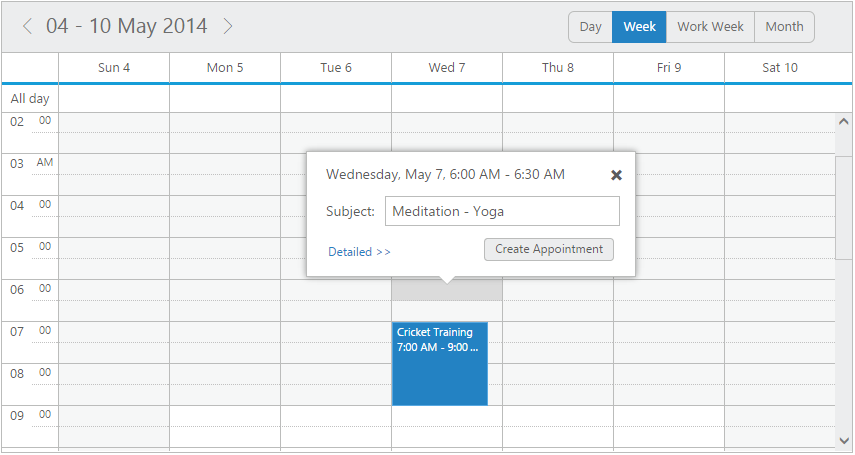 04 - 10 May 2014
Day Week Work Week Month
Sun 4 Mon 5 Tue 6 Wed 7 Thu 8 Fri 9 Sat 10
All day
02 00
03 AM
Wednesday, May 7, 6:00 AM - 6:30 AM
04 00
Subject: Meditation - Yoga
05 00
Detailed >> Create Appointment
06 00
07 00
Cricket Training
7:00 AM - 9:00 ...
08 00
09 00